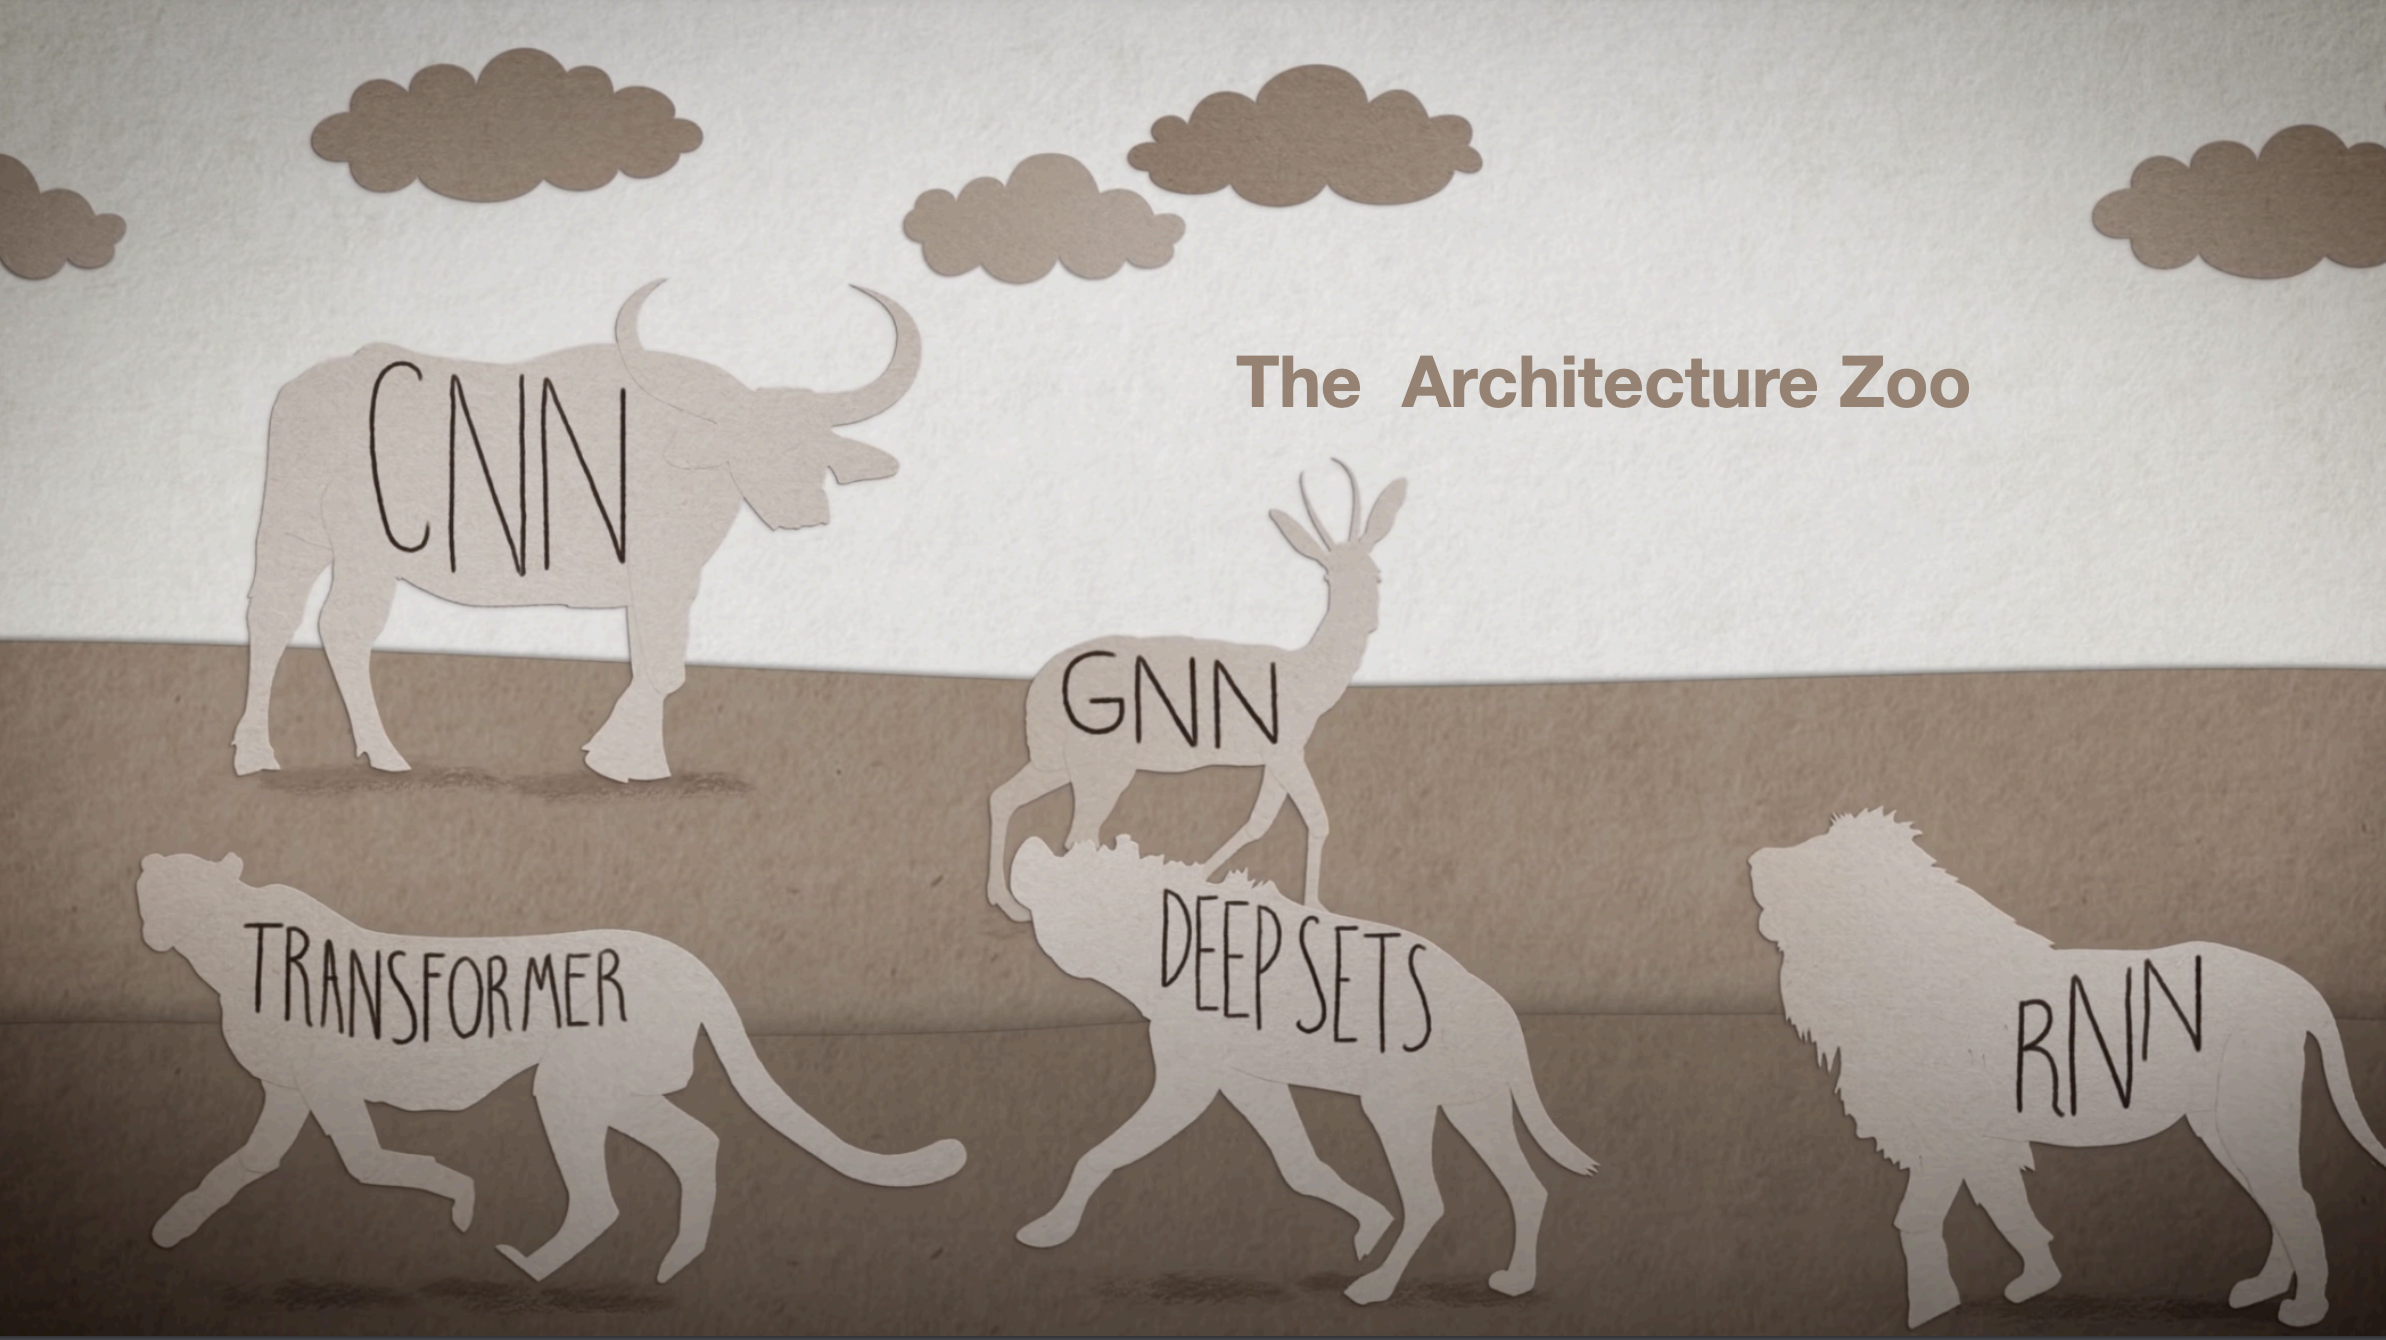 The  Architecture Zoo
CNN
GNN
TRANSFORMER
DEEP SETS
RNN